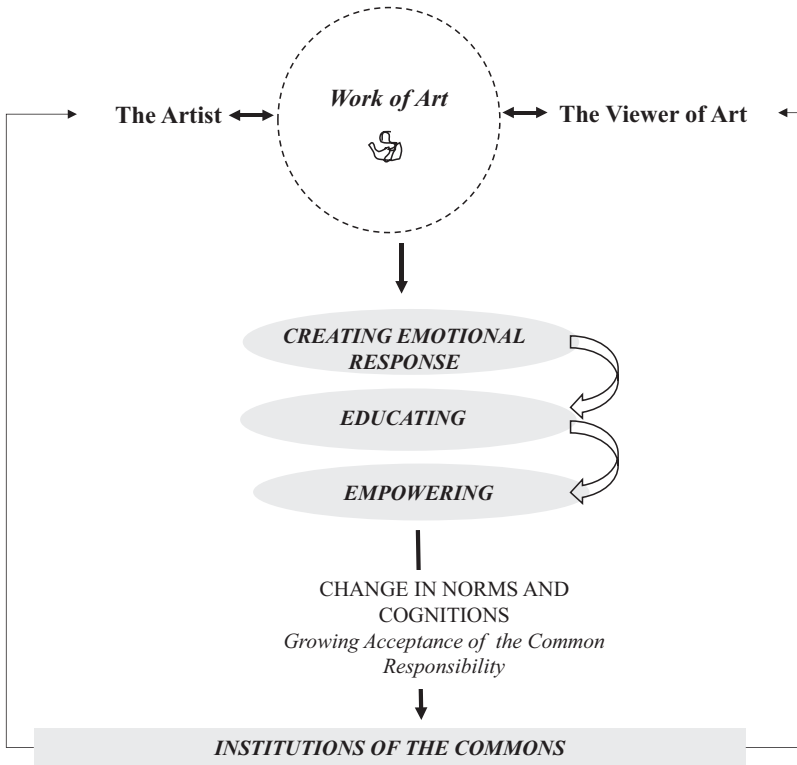 Work of Art
The Artist
The Viewer of Art
CREATING EMOTIONAL
RESPONSE
EDUCATING
EMPOWERING
CHANGE IN NORMS AND
COGNITIONS
Growing Acceptance of the Common
Responsibility
INSTITUTIONS OF THE COMMONS